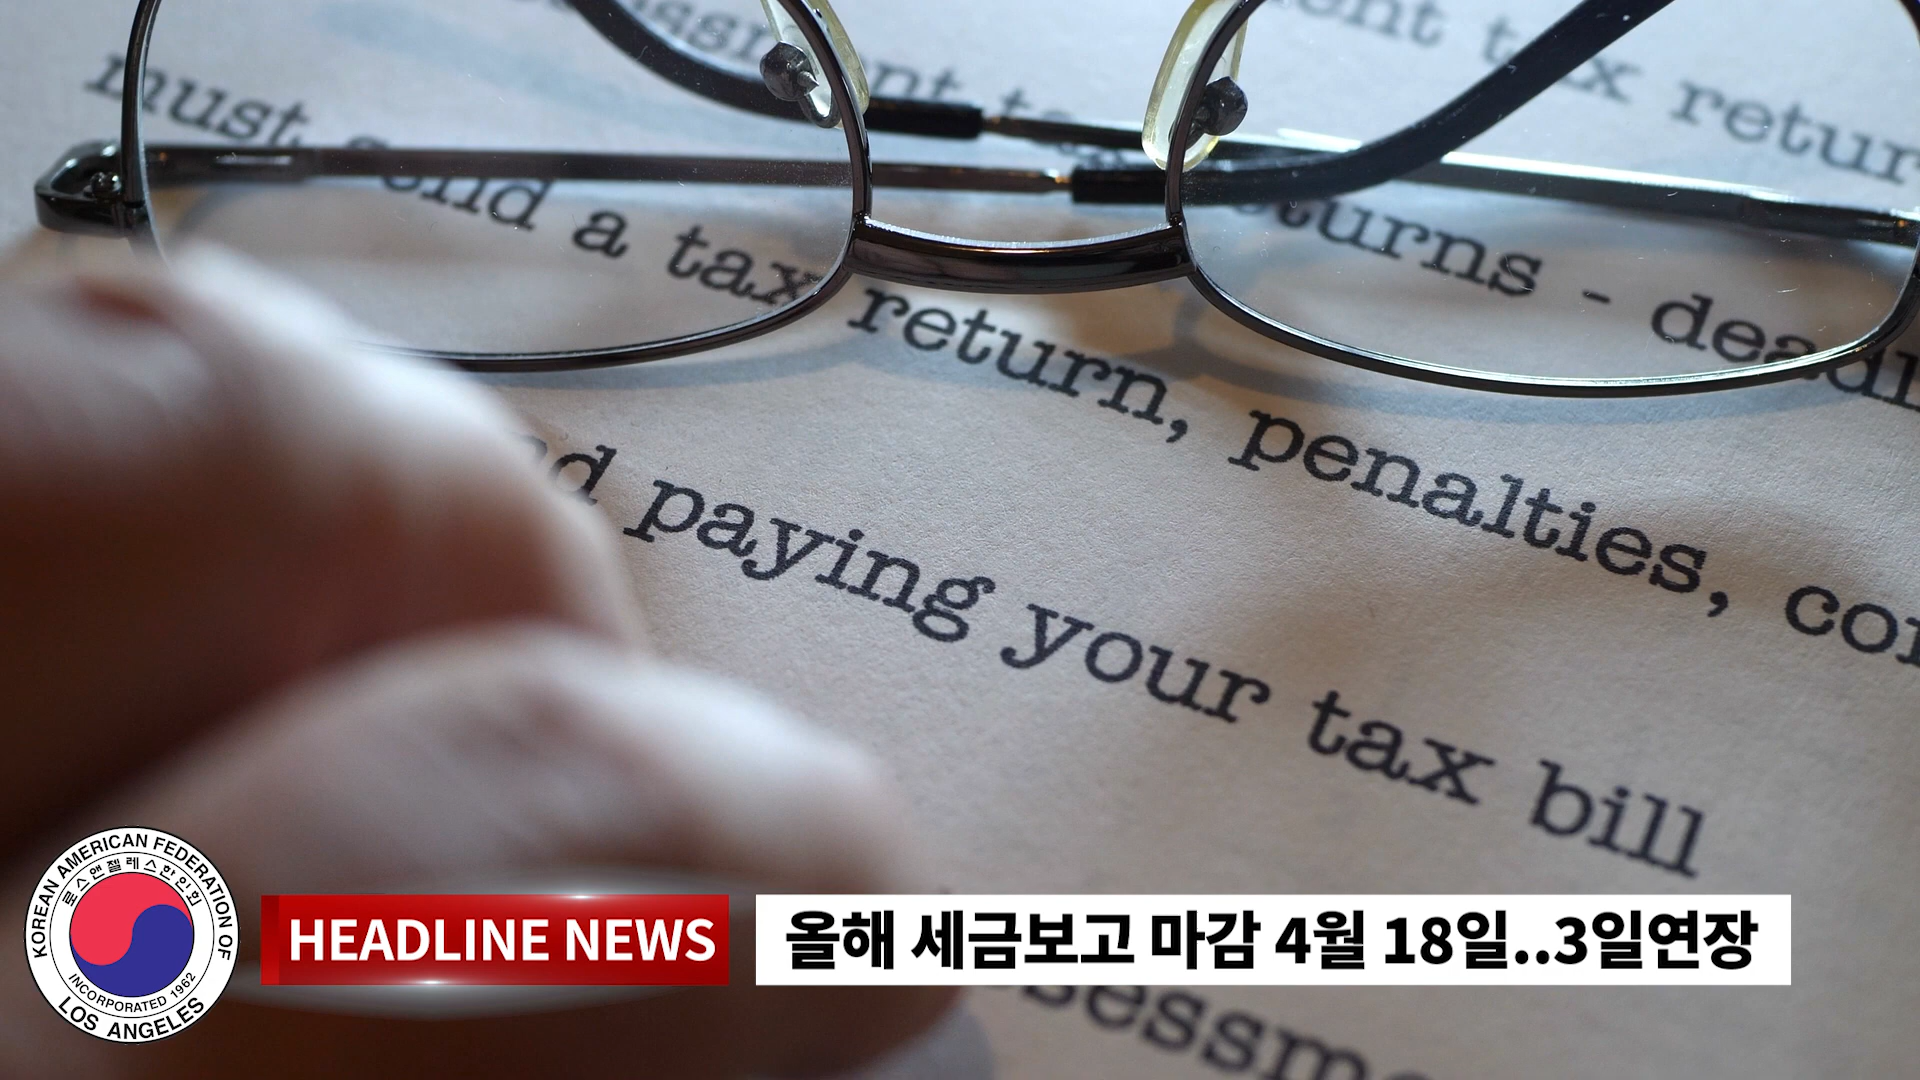 tax return
must send a tax return, penalties,
returns -
paying your tax bill
KOREAN AMERICAN FEDERATION OF
로스앤젤레스한인회
INCORPORATED 1962
LOS ANGELES
HEADLINE NEWS
올해 세금보고 마감 4월 18일..3일연장